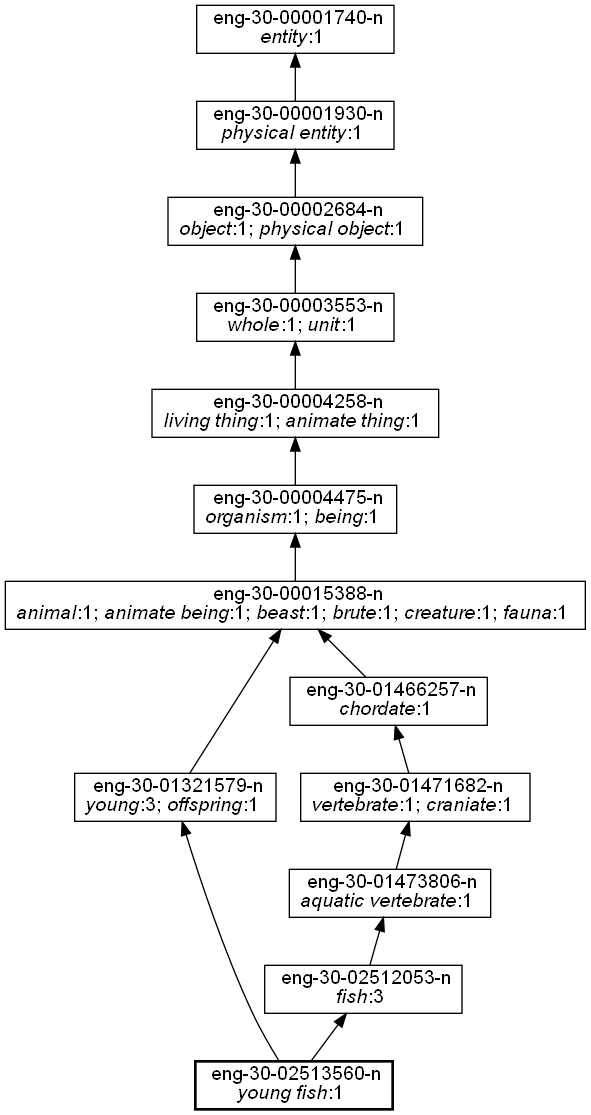 eng-30-00001740-n
entity:1
eng-30-00001930-n
physical entity:1
eng-30-00002684-n
object:1; physical object:1
eng-30-00003553-n
whole:1; unit:1
eng-30-00004258-n
living thing:1; animate thing:1
eng-30-00004475-n
organism:1; being:1
eng-30-00015388-n
animal:1; animate being:1; beast:1; brute:1; creature:1; fauna:1
eng-30-01466257-n
chordate:1
eng-30-01321579-n
young:3; offspring:1
eng-30-01471682-n
vertebrate:1; craniate:1
eng-30-01473806-n
aquatic vertebrate:1
eng-30-02512053-n
fish:3
eng-30-02513560-n
young fish:1